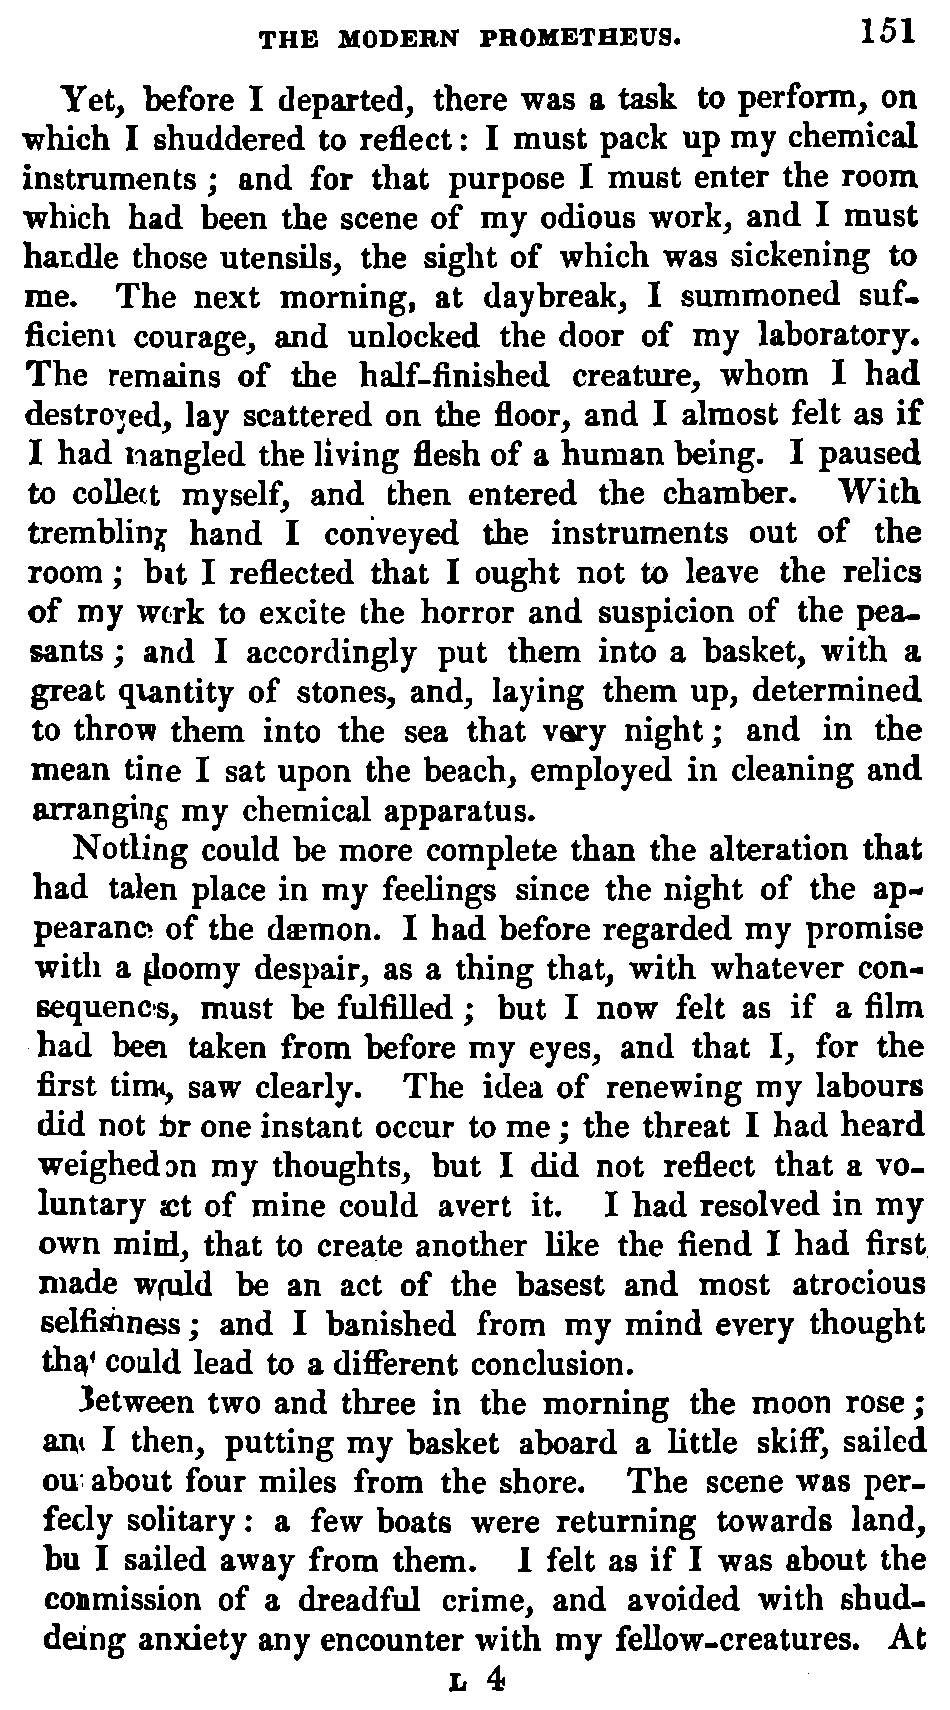 THE MODERN PROMETHEUS. 151
Yet, before I departed, there was a task to perform, on
which I shuddered to reflect: I must pack up my chemical
instruments; and for that purpose I must enter the room
which had been the scene of my odious work, and I must
handle those utensils, the sight of which was sickening to
me. The next morning, at daybreak, I summoned suf-
ficient courage, and unlocked the door of my laboratory.
The remains of the half-finished creature, whom I had
destroyed, lay scattered on the floor, and I almost felt as if
I had mangled the living flesh of a human being. I paused
to collect myself, and then entered the chamber. With
trembling hand I conveyed the instruments out of the
room; but I reflected that I ought not to leave the relics
of my work to excite the horror and suspicion of the pea-
sants; and I accordingly put them into a basket, with a
great quantity of stones, and, laying them up, determined
to throw them into the sea that very night; and in the
mean time I sat upon the beach, employed in cleaning and
arranging my chemical apparatus.
Nothing could be more complete than the alteration that
had taken place in my feelings since the night of the ap-
pearance of the dæmon. I had before regarded my promise
with a gloomy despair, as a thing that, with whatever con-
sequences, must be fulfilled; but I now felt as if a film
had been taken from before my eyes, and that I, for the
first time, saw clearly. The idea of renewing my labours
did not for one instant occur to me; the threat I had heard
weighed on my thoughts, but I did not reflect that a vo-
luntary act of mine could avert it. I had resolved in my
own mind, that to create another like the fiend I had first
made would be an act of the basest and most atrocious
selfishness; and I banished from my mind every thought
that could lead to a different conclusion.
Between two and three in the morning the moon rose;
and I then, putting my basket aboard a little skiff, sailed
out about four miles from the shore. The scene was per-
fectly solitary: a few boats were returning towards land,
but I sailed away from them. I felt as if I was about the
commission of a dreadful crime, and avoided with shud-
dering anxiety any encounter with my fellow-creatures. At
L 4